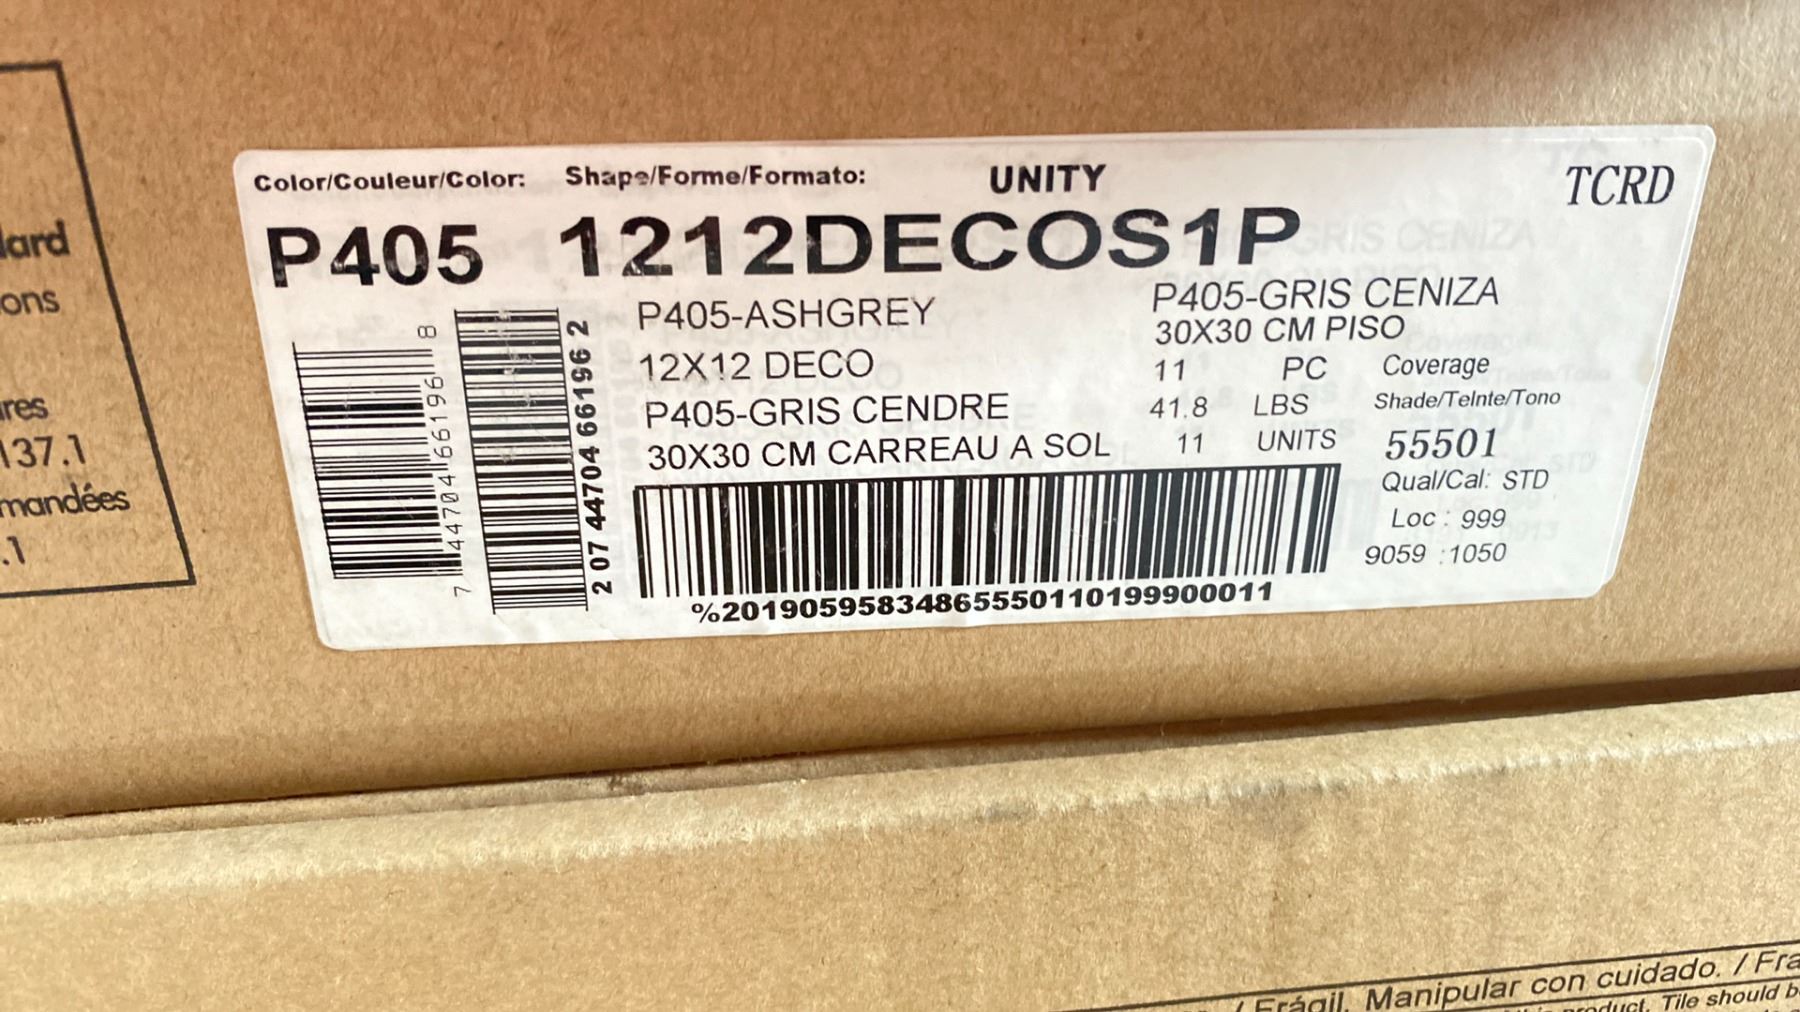 lard
ons
res
137.1
mandées
.1
Color/Couleur/Color: Shape/Forme/Formato: UNITY TCRD
P405 1212DECOS1P
P405-ASHGREY
12X12 DECO
P405-GRIS CENDRE
30X30 CM CARREAU A SOL
P405-GRIS CENIZA
30X30 CM PISO
11 PC Coverage
41.8 LBS Shade/Telnte/Tono
11 UNITS 55501
Qual/Cal: STD
Loc : 999
9059 :1050
7 44704 66196 8
2 07 44704 66196 2
%2019059583486555011019990011
/ Frágil. Manipular con cuidado. / Fra
product. Tile should b